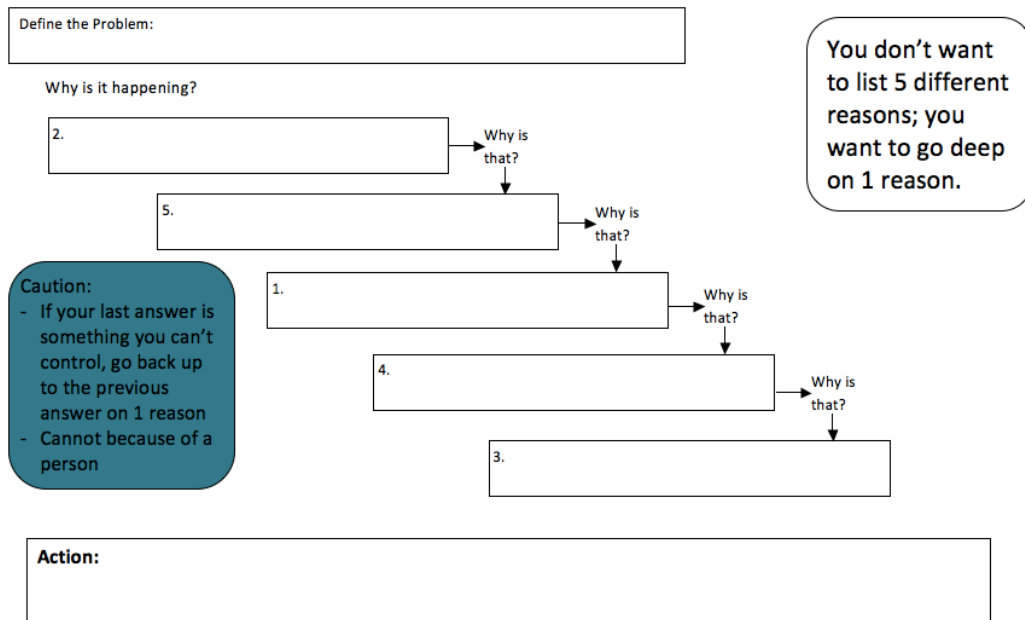 Define the Problem:
You don't want
to list 5 different
reasons; you
want to go deep
on 1 reason.
Why is it happening?
2.
Why is
that?
5.
Why is
that?
Caution:
- If your last answer is
something you can't
control, go back up
to the previous
answer on 1 reason
- Cannot because of a
person
1.
Why is
that?
4.
Why is
that?
3.
Action: